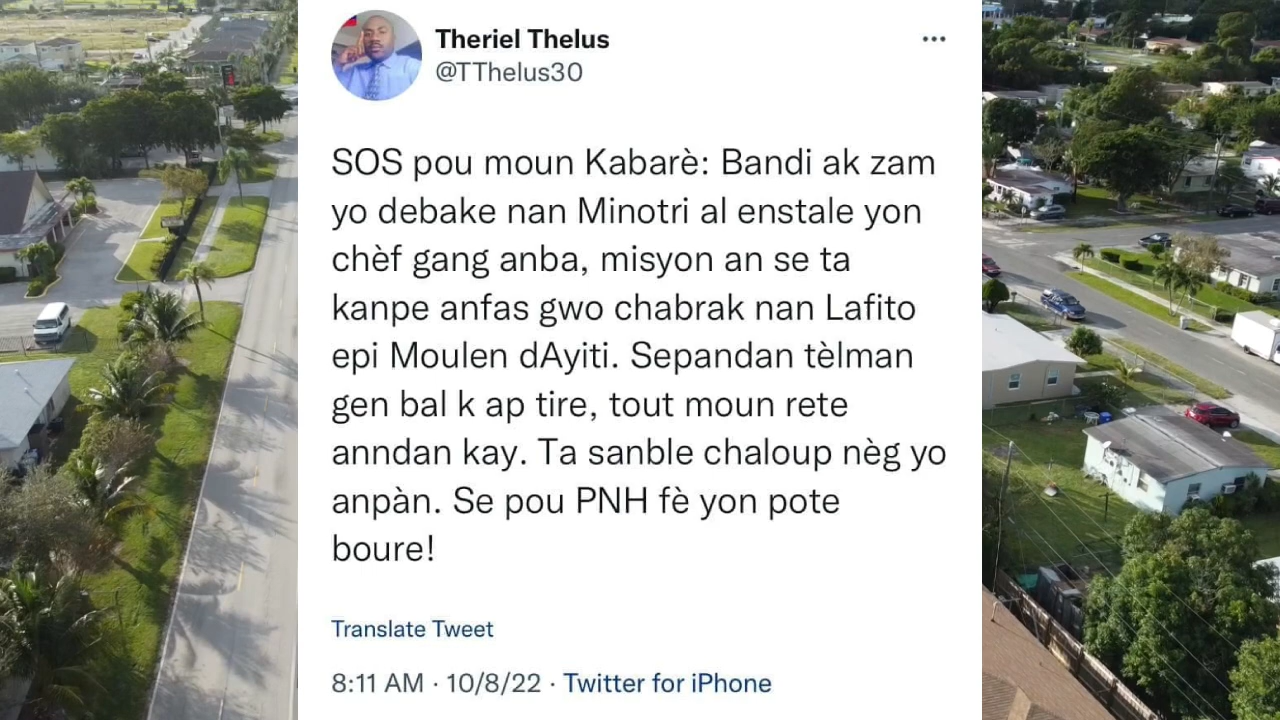 Theriel Thelus
@TThelus30
SOS pou moun Kabarè: Bandi ak zam
yo debake nan Minotri al enstale yon
chèf gang anba, misyon an se ta
kanpe anfas gwo chabrak nan Lafito
epi Moulen dAyiti. Sepandan tèlman
gen bal k ap tire, tout moun rete
anndan kay. Ta sanble chaloup nèg yo
anpàn. Se pou PNH fè yon pote
boure!
Translate Tweet
8:11 AM · 10/8/22 · Twitter for iPhone